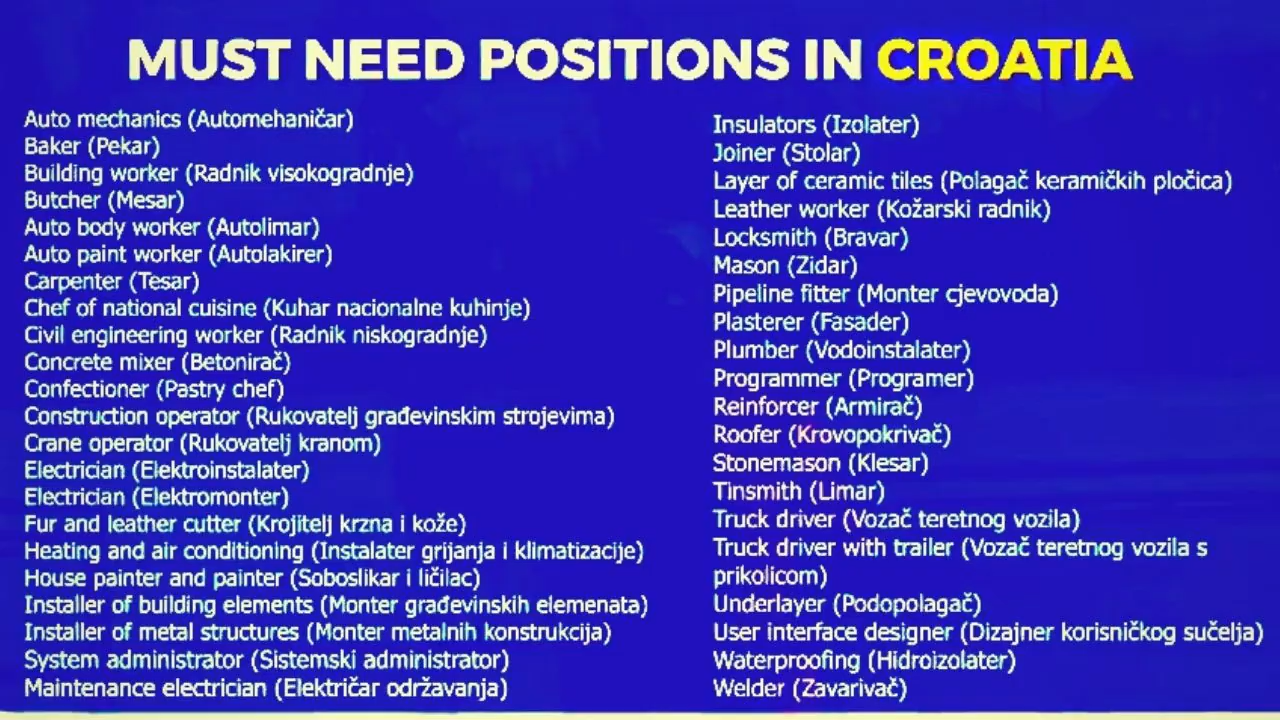 MUST NEED POSITIONS IN CROATIA
Auto mechanics (Automehaničar)
Baker (Pekar)
Building worker (Radnik visokogradnje)
Butcher (Mesar)
Auto body worker (Autolimar)
Auto paint worker (Autolakirer)
Carpenter (Tesar)
Chef of national cuisine (Kuhar nacionalne kuhinje)
Civil engineering worker (Radnik niskogradnje)
Concrete mixer (Betonirač)
Confectioner (Pastry chef)
Construction operator (Rukovatelj građevinskim strojevima)
Crane operator (Rukovatelj kranom)
Electrician (Elektroinstalater)
Electrician (Elektromonter)
Fur and leather cutter (Krojitelj krzna i kože)
Heating and air conditioning (Instalater grijanja i klimatizacije)
House painter and painter (Soboslikar i ličilac)
Installer of building elements (Monter građevinskih elemenata)
Installer of metal structures (Monter metalnih konstrukcija)
System administrator (Sistemski administrator)
Maintenance electrician (Električar održavanja)
Insulators (Izolater)
Joiner (Stolar)
Layer of ceramic tiles (Polagač keramičkih pločica)
Leather worker (Kožarski radnik)
Locksmith (Bravar)
Mason (Zidar)
Pipeline fitter (Monter cjevovoda)
Plasterer (Fasader)
Plumber (Vodoinstalater)
Programmer (Programer)
Reinforcer (Armirač)
Roofer (Krovopokrivač)
Stonemason (Klesar)
Tinsmith (Limar)
Truck driver (Vozač teretnog vozila)
Truck driver with trailer (Vozač teretnog vozila s
prikolicom)
Underlayer (Podopolagač)
User interface designer (Dizajner korisničkog sučelja)
Waterproofing (Hidroizolater)
Welder (Zavarivač)